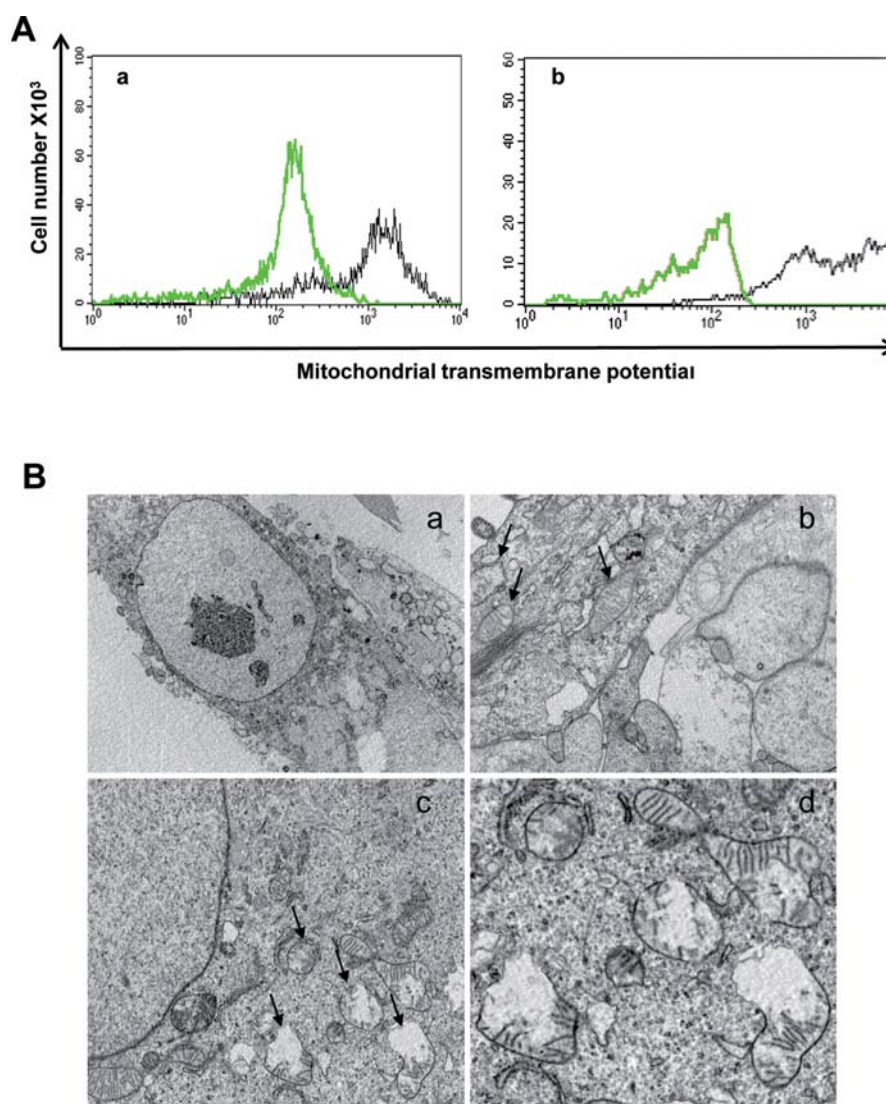 A
Cell number X10³
a
100
80
60
40
20
0
10⁰ 10¹ 10² 10³ 10⁴
b
60
50
40
30
20
10
0
10⁰ 10¹ 10² 10³
Mitochondrial transmembrane potential
B
a
b
c
d